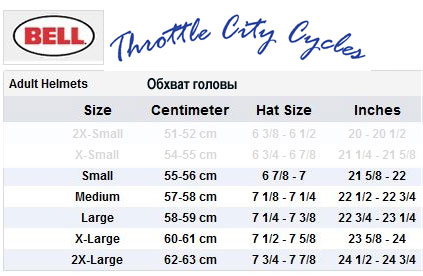 BELL
Throttle City Cycles
Adult Helmets Обхват головы
Size Centimeter Hat Size Inches
2X-Small 51-52 cm 6 3/8 - 6 1/2 20 - 20 1/2
X-Small 54-55 cm 6 3/4 - 6 7/8 21 1/4 - 21 5/8
Small 55-56 cm 6 7/8 - 7 21 5/8 - 22
Medium 57-58 cm 7 1/8 - 7 1/4 22 1/2 - 22 3/4
Large 58-59 cm 7 1/4 - 7 3/8 22 3/4 - 23 1/4
X-Large 60-61 cm 7 1/2 - 7 5/8 23 5/8 - 24
2X-Large 62-63 cm 7 3/4 - 7 7/8 24 1/2 - 24 3/4